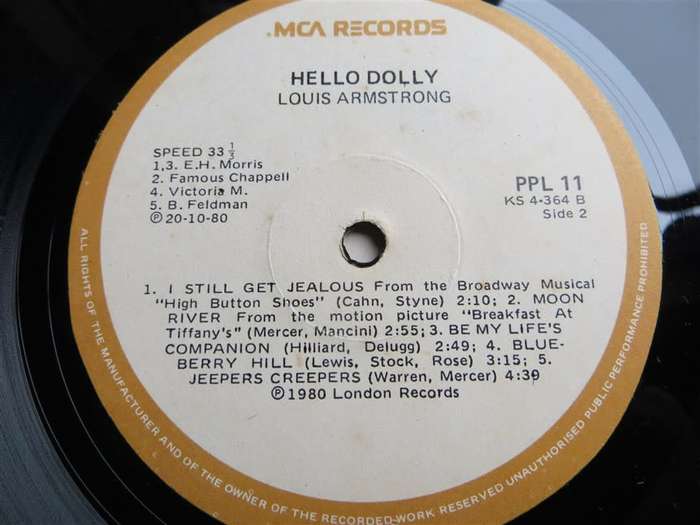 MCA RECORDS
HELLO DOLLY
LOUIS ARMSTRONG
SPEED 33 1/3
1,3. E.H. Morris
2. Famous Chappell
4. Victoria M.
5. B. Feldman
℗20-10-80
PPL 11
KS 4-364 B
Side 2
1. I STILL GET JEALOUS From the Broadway Musical
"High Button Shoes" (Cahn, Styne) 2:10; 2. MOON
RIVER From the motion picture "Breakfast At
Tiffany's" (Mercer, Mancini) 2:55; 3. BE MY LIFE'S
COMPANION (Hilliard, Delugg) 2:49; 4. BLUE-
BERRY HILL (Lewis, Stock, Rose) 3:15; 5.
JEEPERS CREEPERS (Warren, Mercer) 4:39
℗1980 London Records
ALL RIGHTS OF THE MANUFACTURER AND OF THE OWNER OF THE RECORDED WORK RESERVED UNAUTHORISED PUBLIC PERFORMANCE PROHIBITED